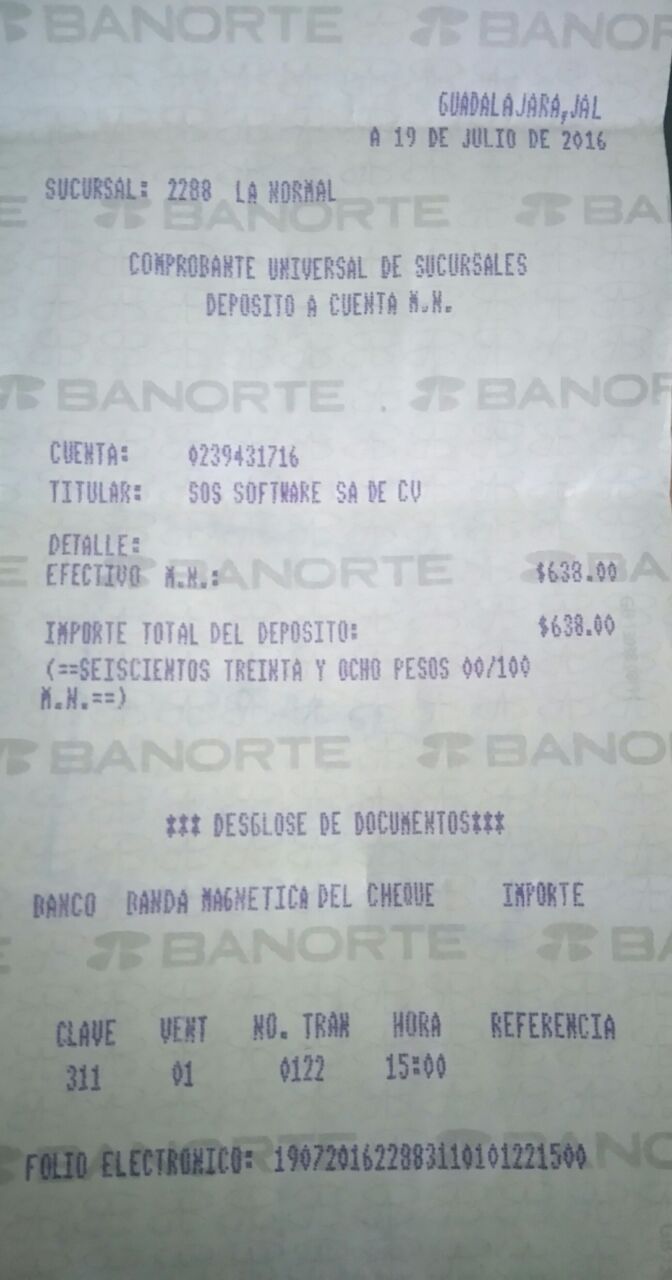 BANORTE BANORTE
GUADALAJARA,JAL
A 19 DE JULIO DE 2016
SUCURSAL: 2288 LA NORMAL
BANORTE
COMPROBANTE UNIVERSAL DE SUCURSALES
DEPOSITO A CUENTA M.N.
BANORTE BANORTE
CUENTA: 0239431716
TITULAR: SOS SOFTWARE SA DE CV
DETALLE:
EFECTIVO M.N.: $638.00
BANORTE
IMPORTE TOTAL DEL DEPOSITO: $638.00
(==SEISCIENTOS TREINTA Y OCHO PESOS 00/100
M.N.==)
BANORTE BANORTE
*** DESGLOSE DE DOCUMENTOS***
BANCO BANDA MAGNETICA DEL CHEQUE IMPORTE
BANORTE
CLAVE VENT NO. TRAN HORA REFERENCIA
311 01 0122 15:00
FOLIO ELECTRONICO: 1907201622883110101221500